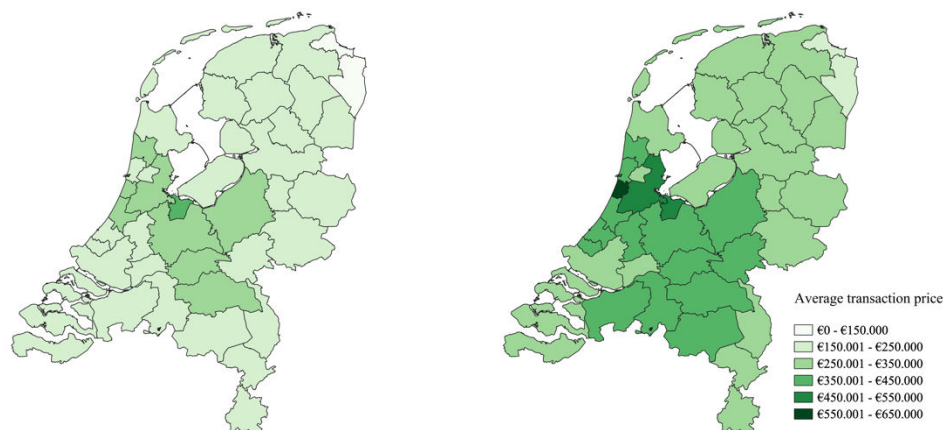 Average transaction price
€0 - €150.000
€150.001 - €250.000
€250.001 - €350.000
€350.001 - €450.000
€450.001 - €550.000
€550.001 - €650.000